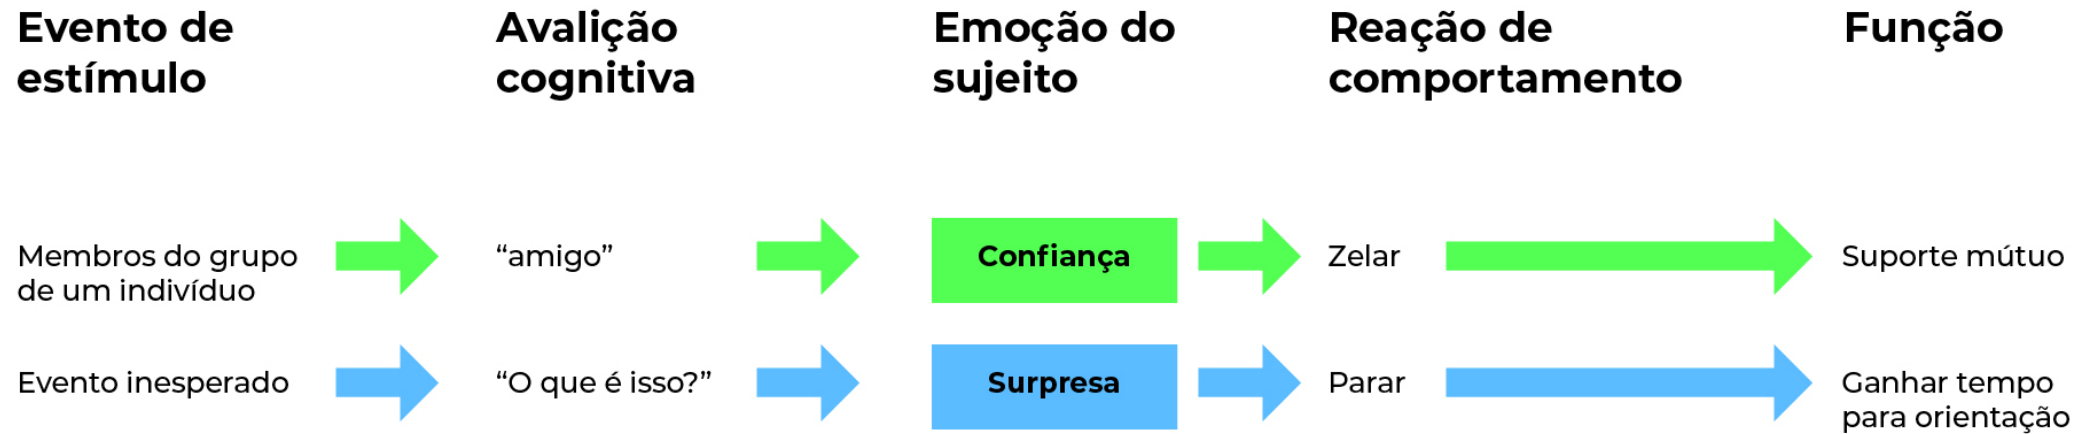 Evento de
estímulo
Avalição
cognitiva
Emoção do
sujeito
Reação de
comportamento
Função
Membros do grupo
de um indivíduo
“amigo”
Confiança
Zelar
Suporte mútuo
Evento inesperado
“O que é isso?”
Surpresa
Parar
Ganhar tempo
para orientação